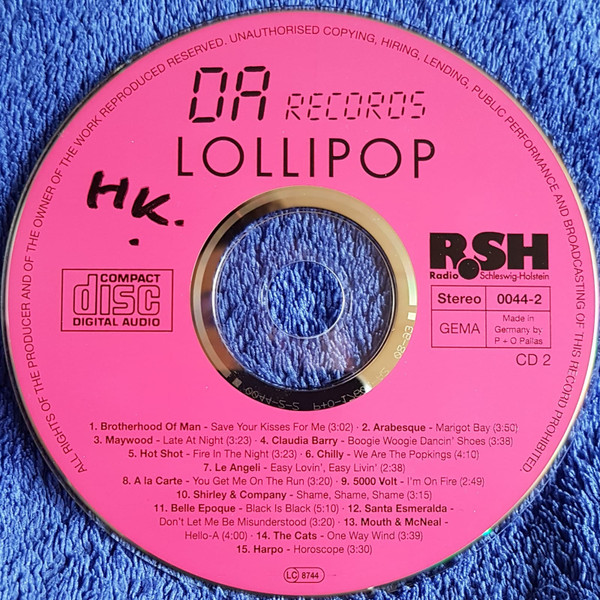 ALL RIGHTS OF THE PRODUCER AND OF THE OWNER OF THE WORK REPRODUCED RESERVED. UNAUTHORISED COPYING, HIRING, LENDING, PUBLIC PERFORMANCE AND BROADCASTING OF THIS RECORD PROHIBITED.
DA RECORDS
LOLLIPOP
HK.
COMPACT
disc
DIGITAL AUDIO
R.SH
Radio Schleswig-Holstein
Stereo 0044-2
GEMA Made in
Germany by
P + O Pallas
CD 2
1. Brotherhood Of Man - Save Your Kisses For Me (3:02) · 2. Arabesque - Marigot Bay (3:50)
3. Maywood - Late At Night (3:23) · 4. Claudia Barry - Boogie Woogie Dancin' Shoes (3:38)
5. Hot Shot - Fire In The Night (3:23) · 6. Chilly - We Are The Popkings (4:10)
7. Le Angeli - Easy Lovin', Easy Livin' (2:38)
8. A la Carte - You Get Me On The Run (3:20) · 9. 5000 Volt - I'm On Fire (2:49)
10. Shirley & Company - Shame, Shame, Shame (3:15)
11. Belle Epoque - Black Is Black (5:10) · 12. Santa Esmeralda -
Don't Let Me Be Misunderstood (3:20) · 13. Mouth & McNeal -
Hello-A (4:00) · 14. The Cats - One Way Wind (3:39)
15. Harpo - Horoscope (3:30)
LC 8744